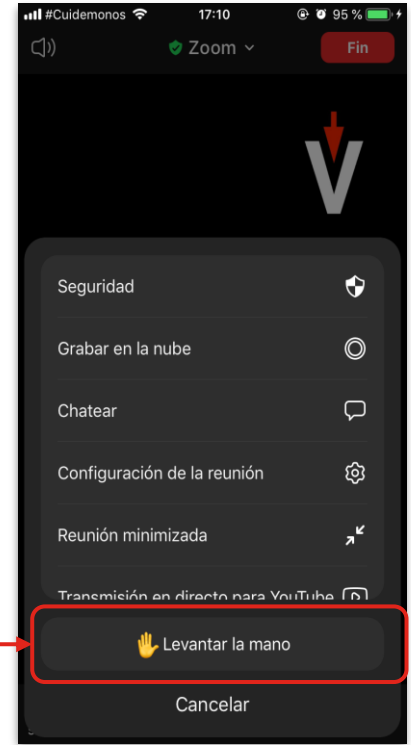 #Cuidemonos 17:10 95 %
Zoom Fin
V
Seguridad
Grabar en la nube
Chatear
Configuración de la reunión
Reunión minimizada
Transmisión en directo para YouTube
Levantar la mano
Cancelar